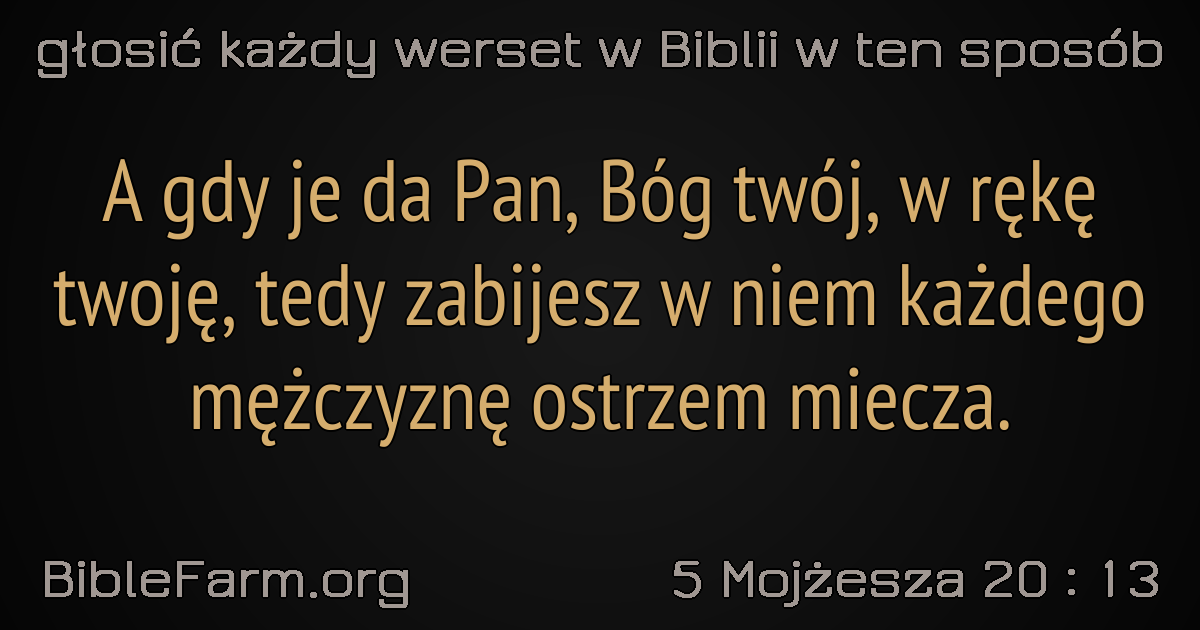 głosić każdy werset w Biblii w ten sposób
A gdy je da Pan, Bóg twój, w rękę
twoję, tedy zabijesz w niem każdego
mężczyznę ostrzem miecza.
BibleFarm.org
5 Mojżesza 20 : 13